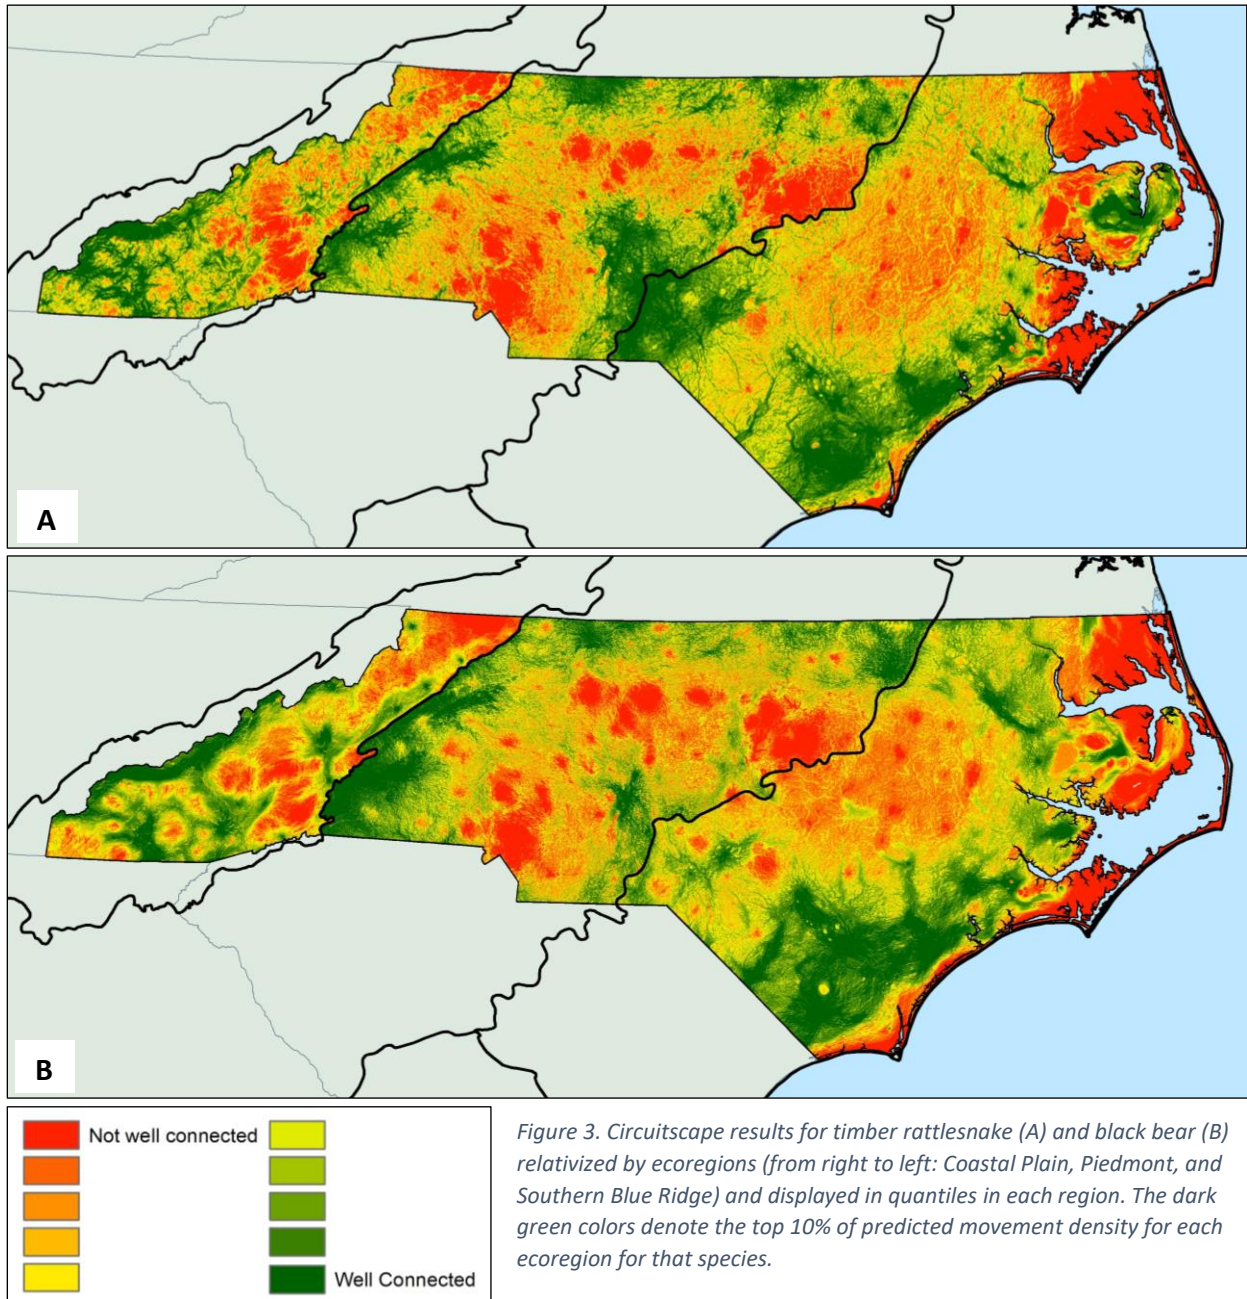 A
B
Not well connected
Well Connected
Figure 3. Circuitscape results for timber rattlesnake (A) and black bear (B)
relativized by ecoregions (from right to left: Coastal Plain, Piedmont, and
Southern Blue Ridge) and displayed in quantiles in each region. The dark
green colors denote the top 10% of predicted movement density for each
ecoregion for that species.